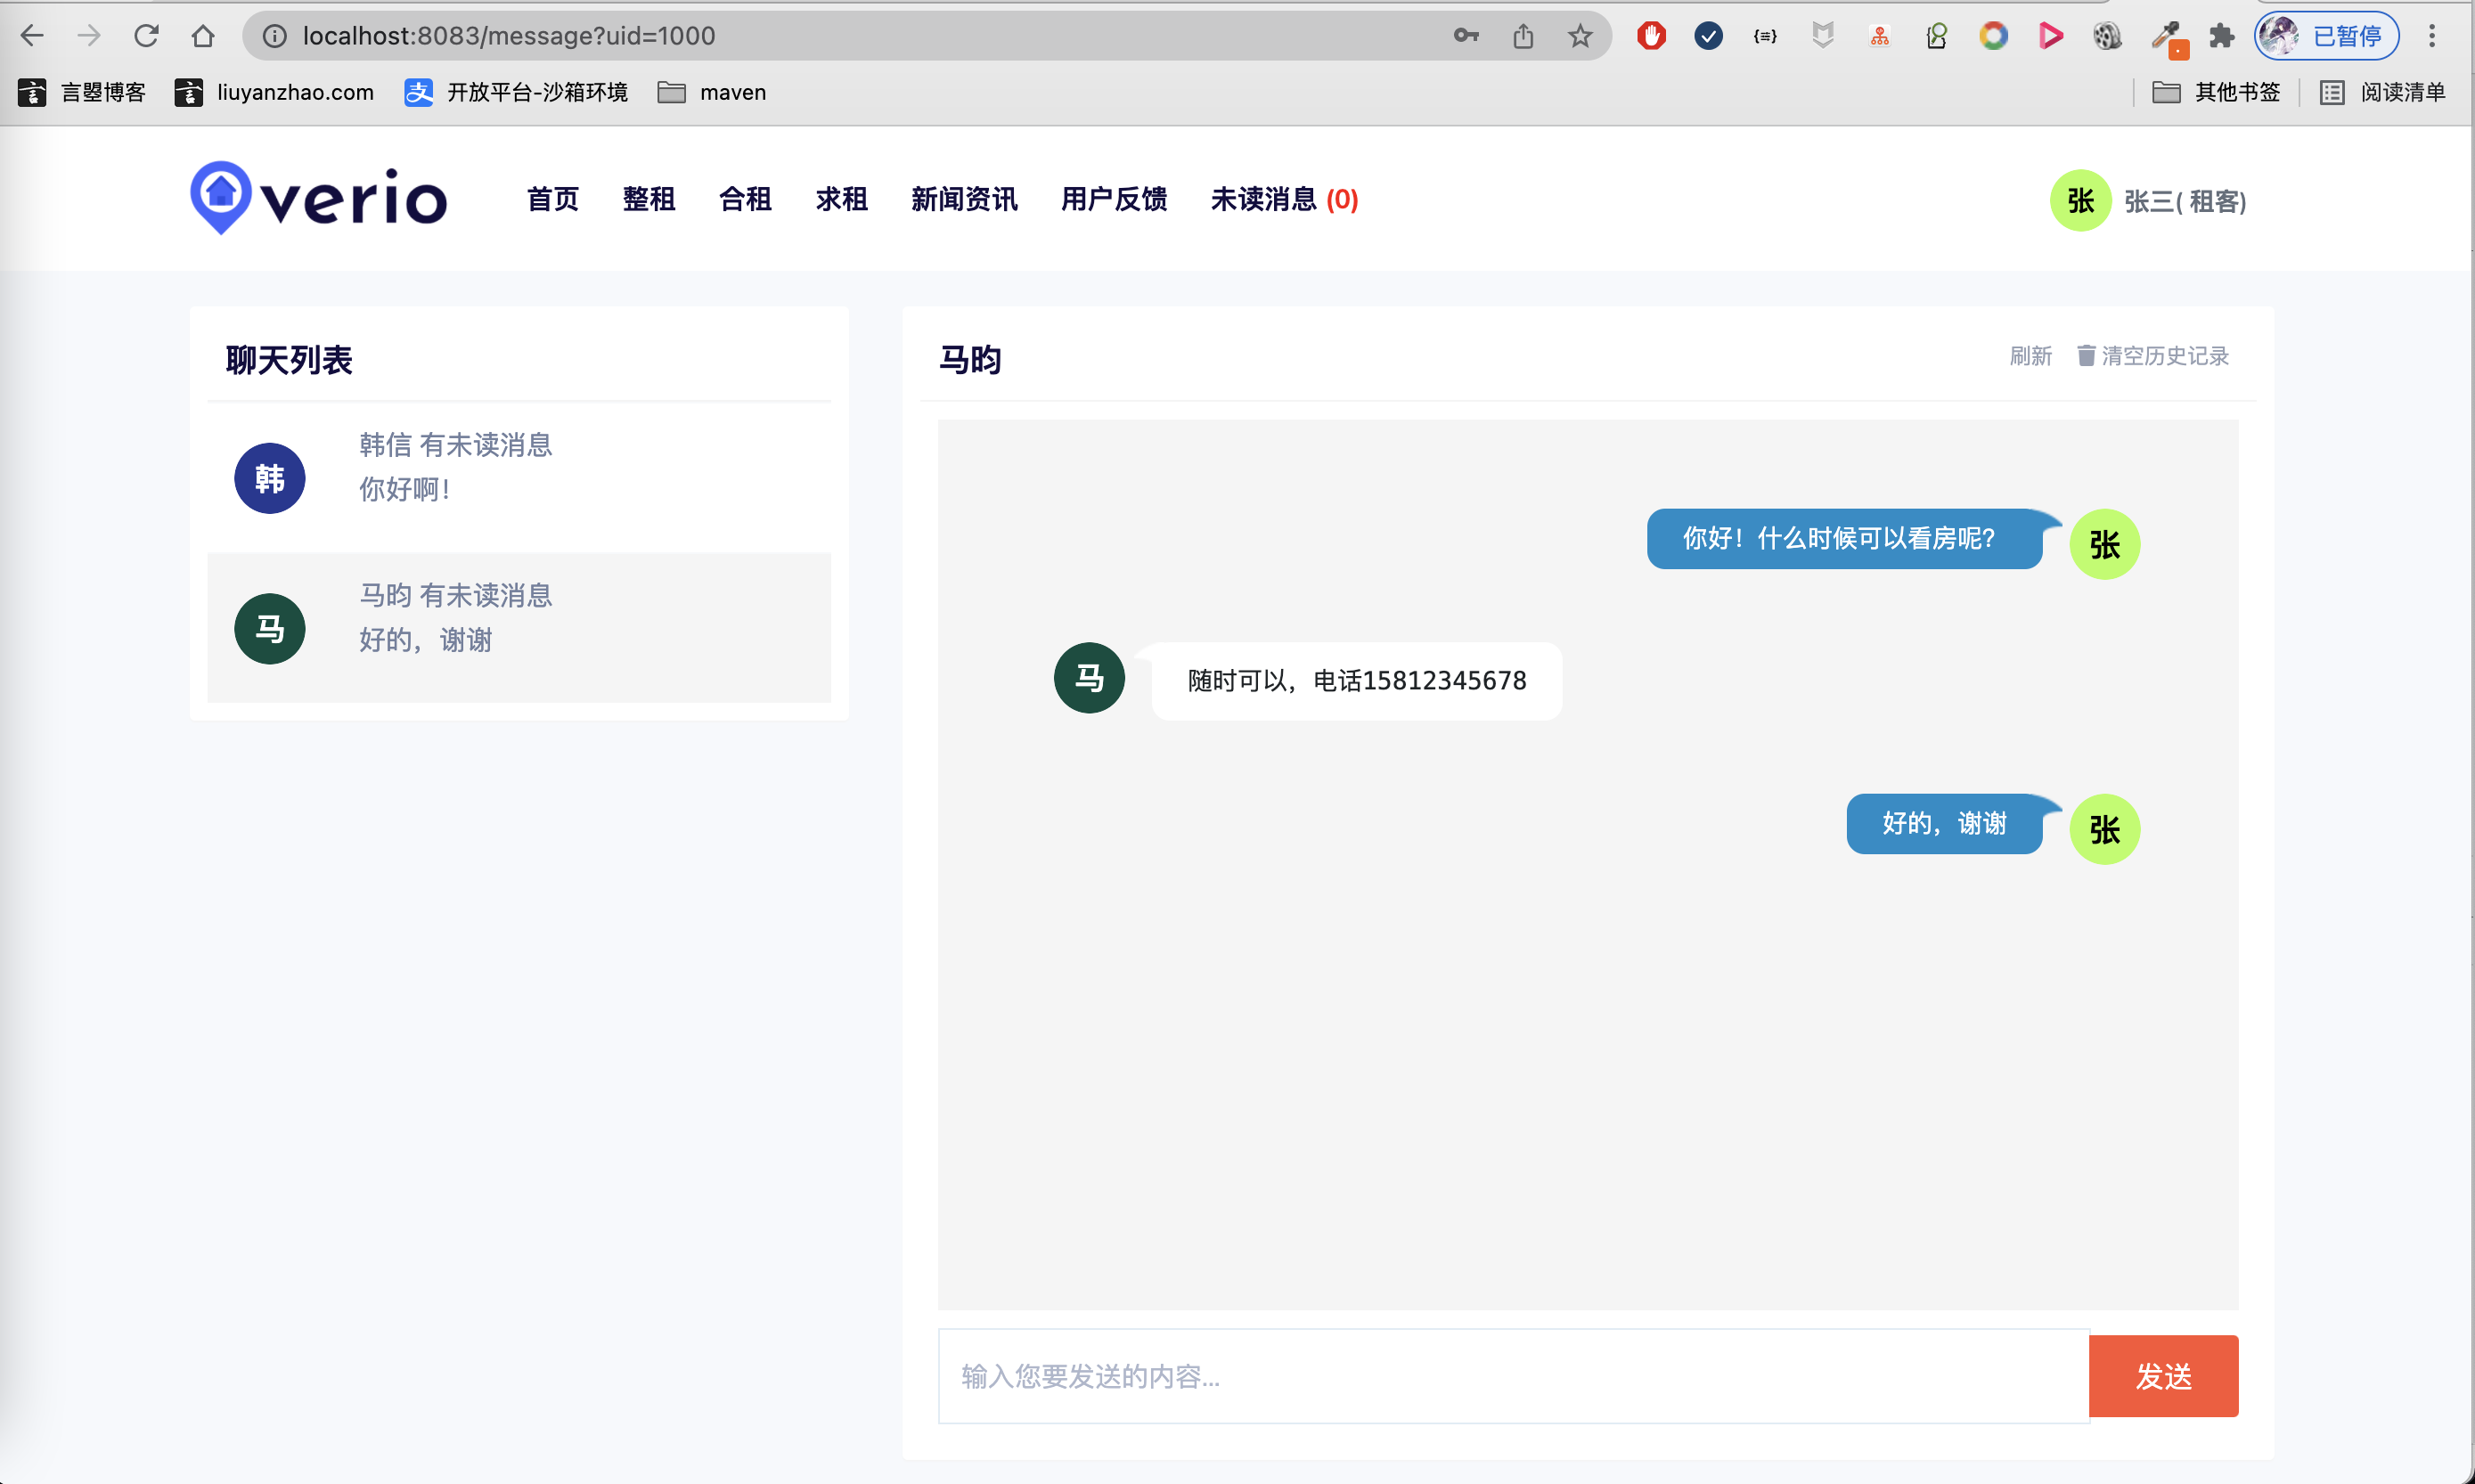 localhost:8083/message?uid=1000
已暂停
言曌博客
liuyanzhao.com
开放平台-沙箱环境
maven
其他书签
阅读清单
verio
首页
整租
合租
求租
新闻资讯
用户反馈
未读消息 (0)
张
张三( 租客)
聊天列表
韩
韩信 有未读消息
你好啊!
马
马昀 有未读消息
好的，谢谢
马昀
刷新
清空历史记录
你好！什么时候可以看房呢?
张
马
随时可以，电话15812345678
好的，谢谢
张
输入您要发送的内容...
发送